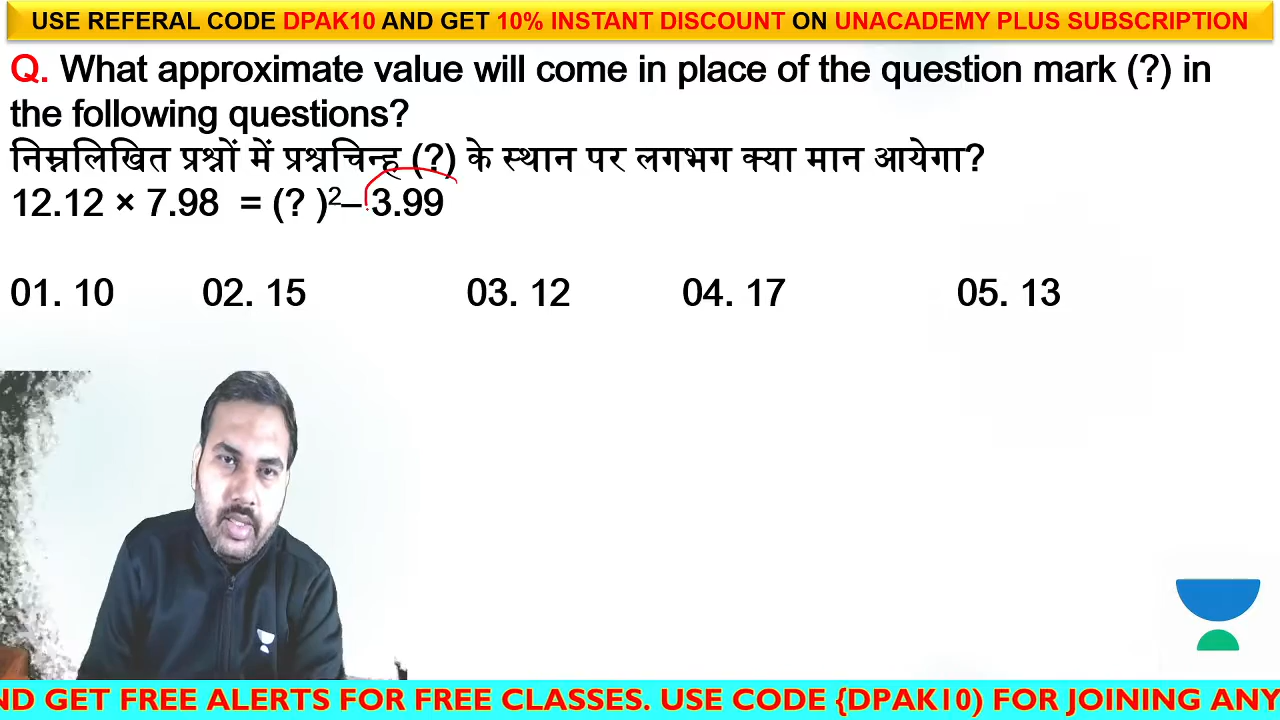 USE REFERAL CODE DPAK10 AND GET 10% INSTANT DISCOUNT ON UNACADEMY PLUS SUBSCRIPTION
Q. What approximate value will come in place of the question mark (?) in
the following questions?
निम्नलिखित प्रश्नों में प्रश्नचिन्ह (?) के स्थान पर लगभग क्या मान आयेगा?
12.12 × 7.98 = (? )²– 3.99
01. 10 02. 15 03. 12 04. 17 05. 13
ND GET FREE ALERTS FOR FREE CLASSES. USE CODE {DPAK10) FOR JOINING ANY